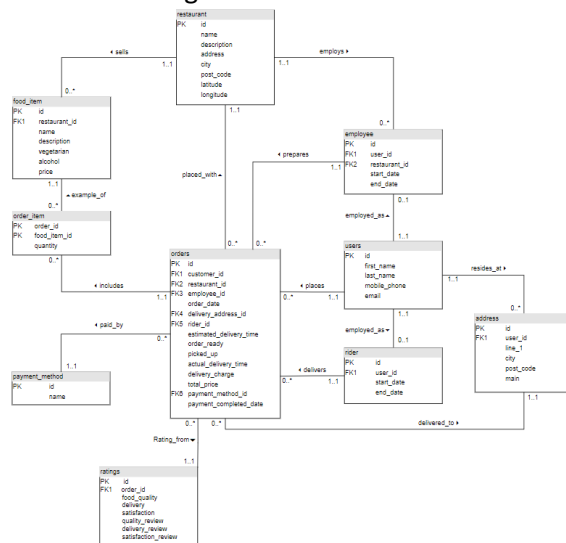 restaurant
PK id
name
description
address
city
post_code
latitude
longitude
◂ sells
employs ▸
1..1
1..1
0..*
0..*
1..1
food_item
PK id
FK1 restaurant_id
name
description
vegetarian
alcohol
price
employee
PK id
FK1 user_id
FK2 restaurant_id
start_date
end_date
◂ prepares
1..1
placed_with ▴
1..1
▴ example_of
0..*
0..1
employed_as ▴
1..1
order_item
PK order_id
PK food_item_id
quantity
0..*
0..*
0..*
◂ includes
1..1
orders
PK id
FK1 customer_id
FK2 restaurant_id
FK3 employee_id
order_date
FK4 delivery_address_id
FK5 rider_id
estimated_delivery_time
order_ready
picked_up
actual_delivery_time
delivery_charge
total_price
FK6 payment_method_id
payment_completed_date
users
PK id
first_name
last_name
mobile_phone
email
◂ places
0..*
1..1
resides_at ▸
1..1
0..*
address
PK id
FK1 user_id
line_1
city
post_code
main
1..1
1..1
employed_as ▾
0..1
◂ paid_by
0..*
1..1
payment_method
PK id
name
rider
PK id
FK1 user_id
start_date
end_date
◂ delivers
0..*
1..1
delivered_to ▸
0..*
0..*
Rating_from ▾
1..1
ratings
PK id
FK1 order_id
food_quality
delivery
satisfaction
quality_review
delivery_review
satisfaction_review